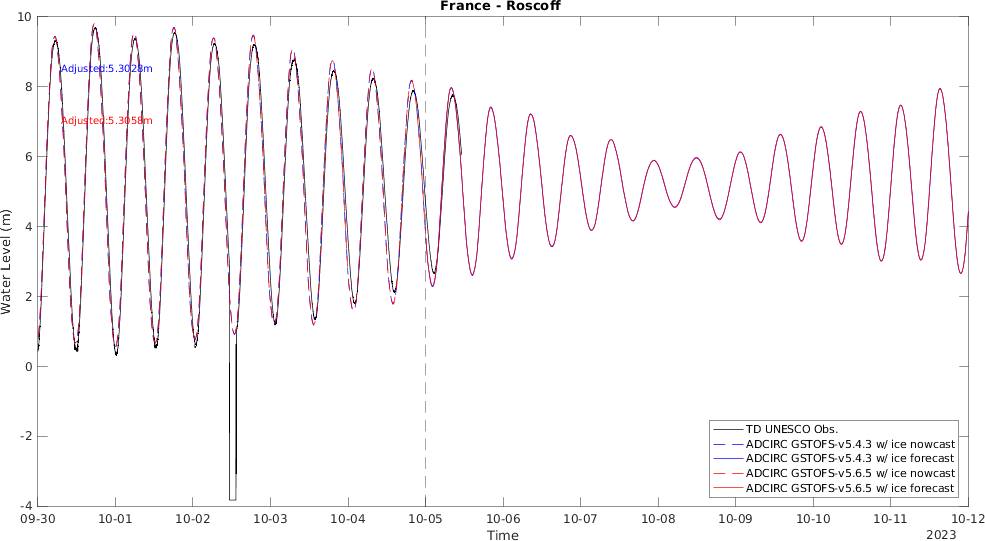 France - Roscoff
10
8
6
4
2
0
-2
-4
Water Level (m)
Adjusted:5.3028m
Adjusted:5.3058m
TD UNESCO Obs.
ADCIRC GSTOFS-v5.4.3 w/ ice nowcast
ADCIRC GSTOFS-v5.4.3 w/ ice forecast
ADCIRC GSTOFS-v5.6.5 w/ ice nowcast
ADCIRC GSTOFS-v5.6.5 w/ ice forecast
09-30 10-01 10-02 10-03 10-04 10-05 10-06 10-07 10-08 10-09 10-10 10-11 10-12
Time
2023